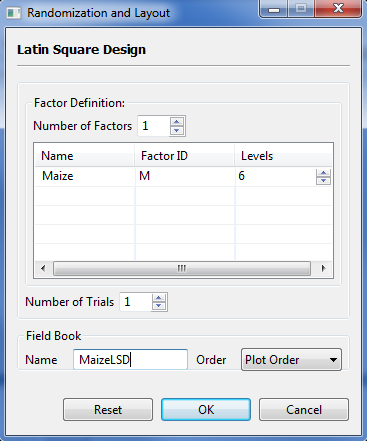 Randomization and Layout
Latin Square Design
Factor Definition:
Number of Factors 1
Name Factor ID Levels
Maize M 6
Number of Trials 1
Field Book
Name MaizeLSD Order Plot Order
Reset OK Cancel